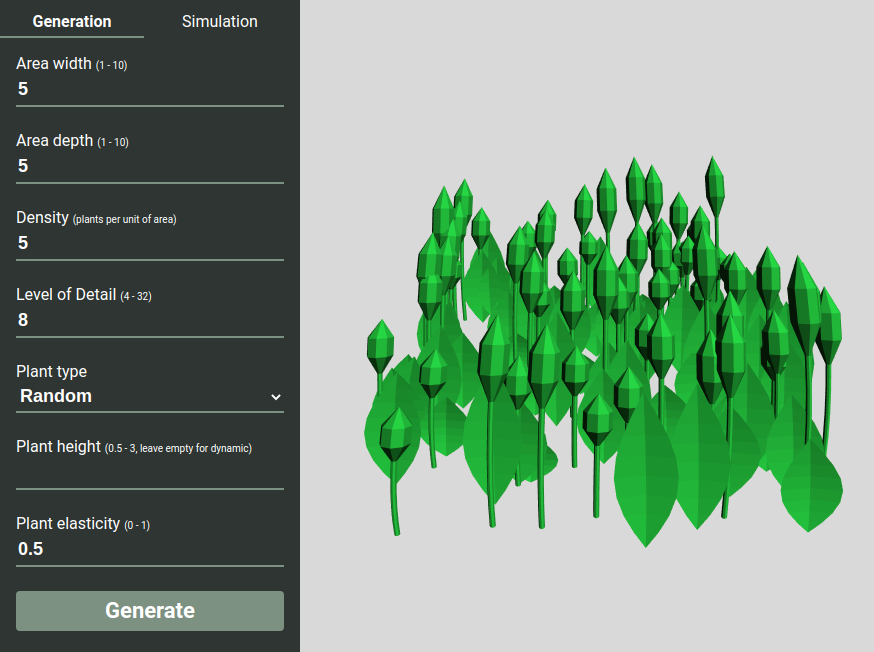 Generation Simulation
Area width (1 - 10)
5
Area depth (1 - 10)
5
Density (plants per unit of area)
5
Level of Detail (4 - 32)
8
Plant type
Random
Plant height (0.5 - 3, leave empty for dynamic)
Plant elasticity (0 - 1)
0.5
Generate